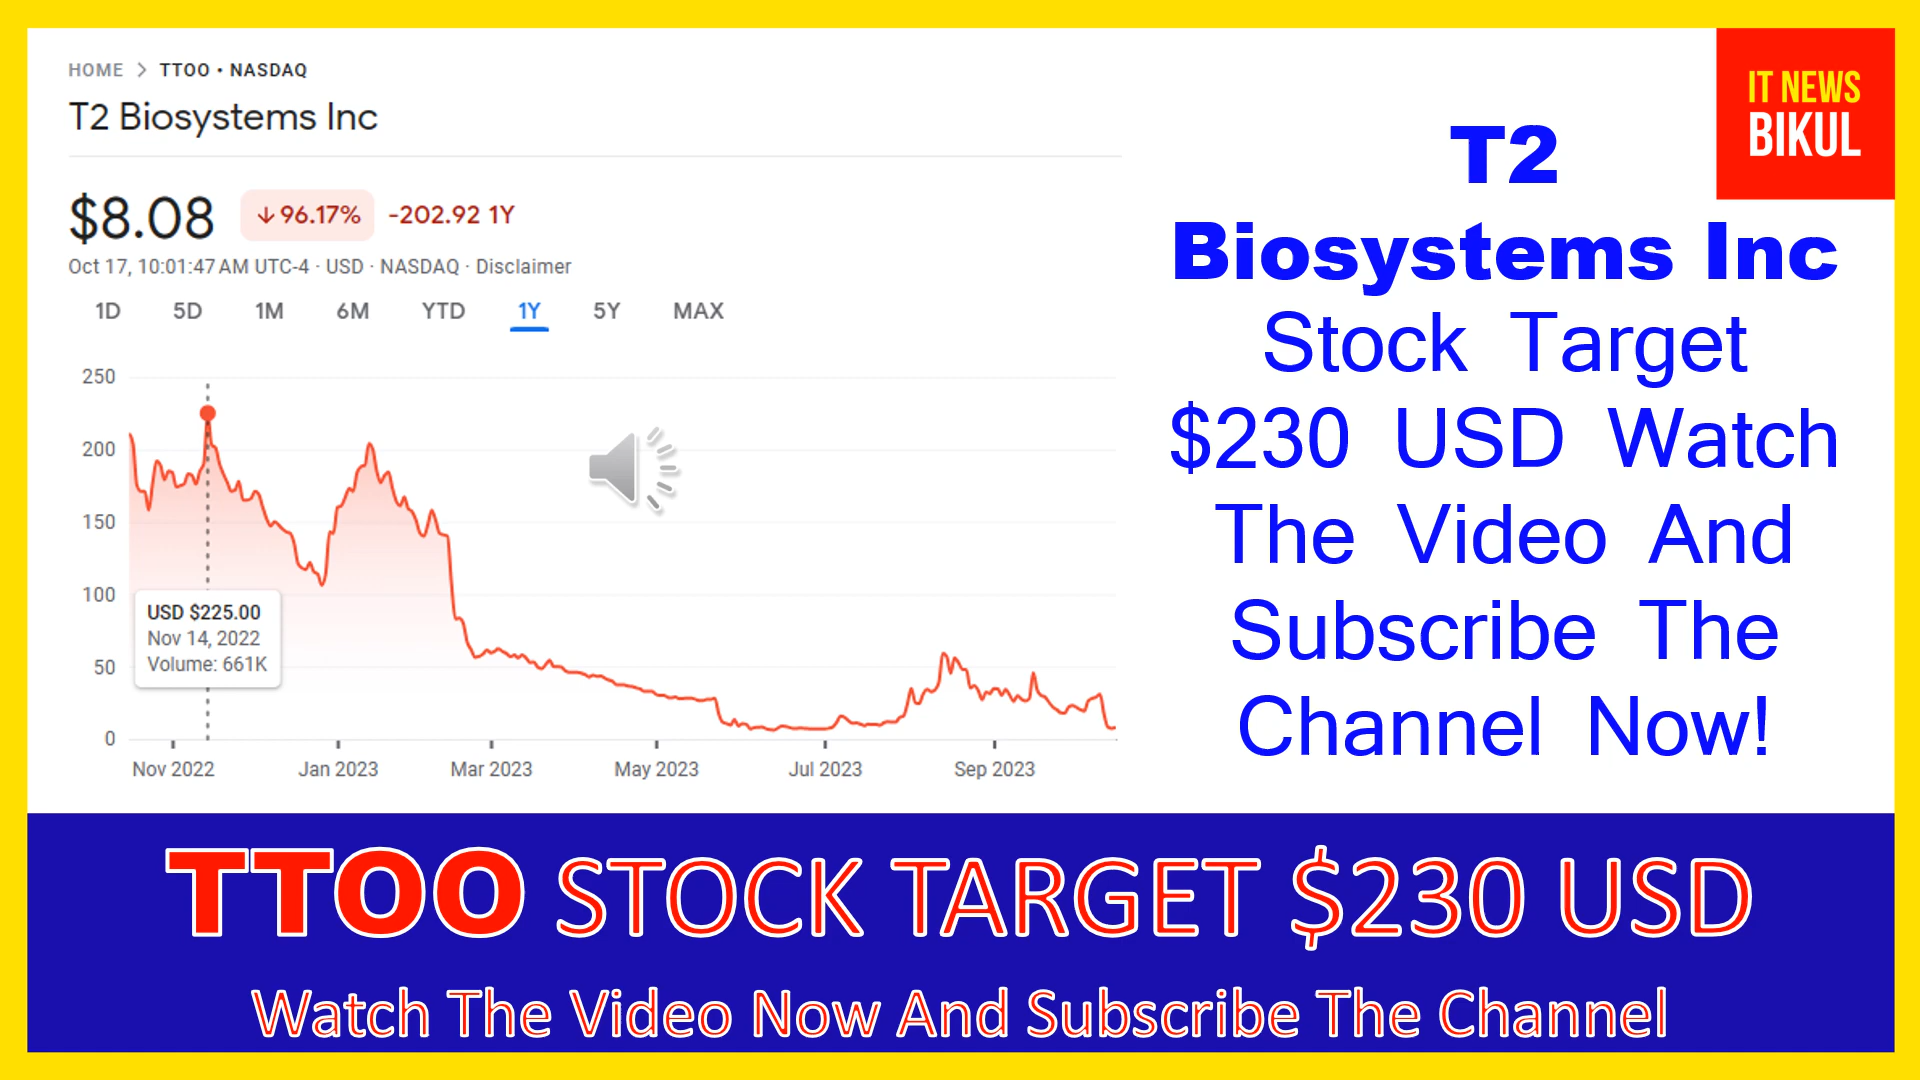 HOME > TTOO • NASDAQ
T2 Biosystems Inc
$8.08 ↓ 96.17% -202.92 1Y
Oct 17, 10:01:47 AM UTC-4 · USD · NASDAQ · Disclaimer
1D 5D 1M 6M YTD 1Y 5Y MAX
250
200
150
100
50
0
USD $225.00
Nov 14, 2022
Volume: 661K
Nov 2022 Jan 2023 Mar 2023 May 2023 Jul 2023 Sep 2023
IT NEWS
BIKUL
T2
Biosystems Inc
Stock Target
$230 USD Watch
The Video And
Subscribe The
Channel Now!
TTOO STOCK TARGET $230 USD
Watch The Video Now And Subscribe The Channel